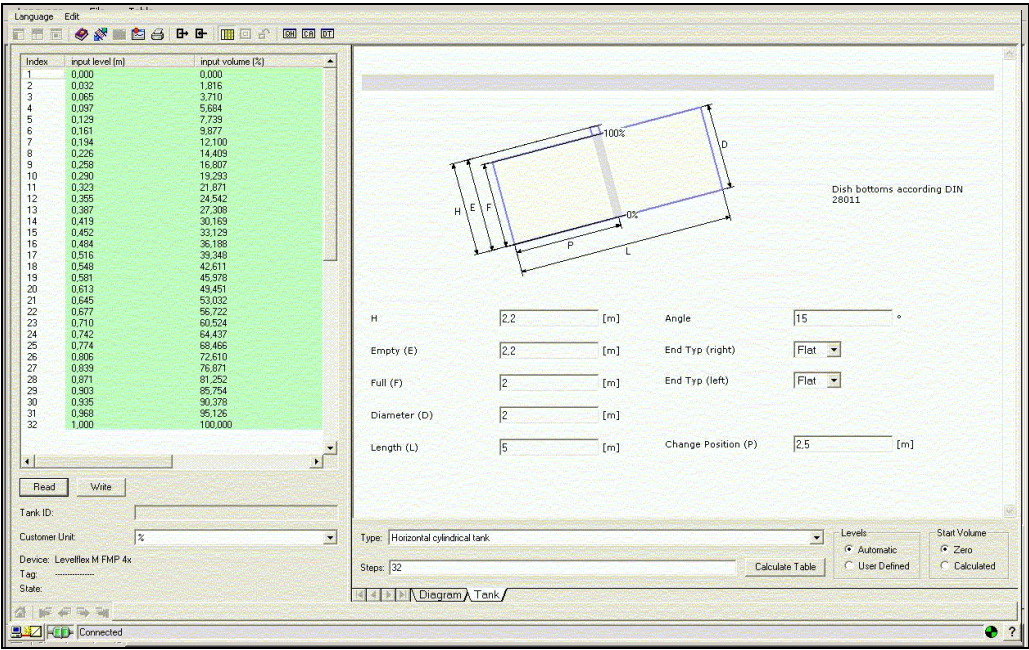 Language Edit
Index input level (m) input volume (%)
1 0,000 0,000
2 0,032 1,816
3 0,065 3,710
4 0,097 5,684
5 0,129 7,739
6 0,161 9,877
7 0,194 12,100
8 0,226 14,409
9 0,258 16,807
10 0,290 19,293
11 0,323 21,871
12 0,355 24,542
13 0,387 27,308
14 0,419 30,169
15 0,452 33,129
16 0,484 36,188
17 0,516 39,348
18 0,548 42,611
19 0,581 45,978
20 0,613 49,451
21 0,645 53,032
22 0,677 56,722
23 0,710 60,524
24 0,742 64,437
25 0,774 68,466
26 0,806 72,610
27 0,839 76,871
28 0,871 81,252
29 0,903 85,754
30 0,935 90,378
31 0,968 95,126
32 1,000 100,000
Read Write
Tank ID:
Customer Unit: %
Device: Levelflex M FMP 4x
Tag: ---------------
State:
100%
D
H E F
0%
P
L
Dish bottoms according DIN
28011
H 2,2 [m] Angle 15 °
Empty (E) 2,2 [m] End Typ (right) Flat
Full (F) 2 [m] End Typ (left) Flat
Diameter (D) 2 [m]
Length (L) 5 [m] Change Position (P) 2,5 [m]
Type: Horizontal cylindrical tank
Steps: 32 Calculate Table
Levels
Automatic
User Defined
Start Volume
Zero
Calculated
Diagram Tank
Connected
?